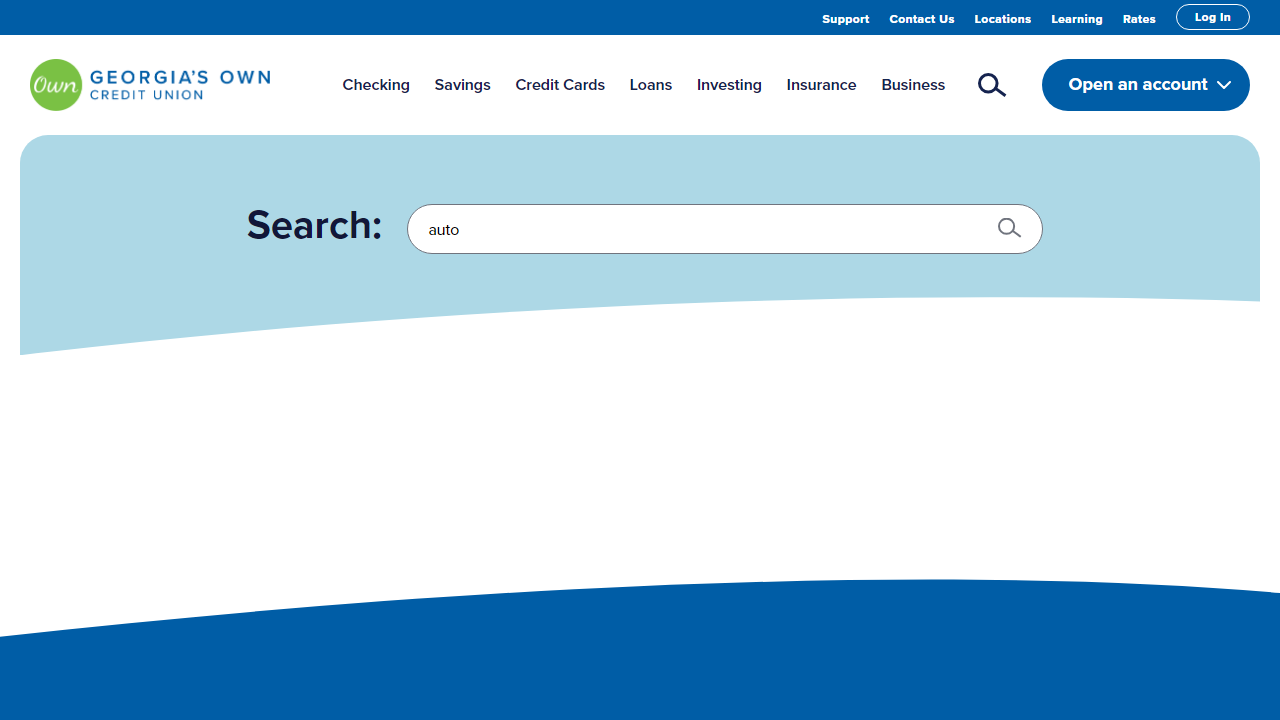 Support Contact Us Locations Learning Rates Log In
Own GEORGIA'S OWN
CREDIT UNION
Checking Savings Credit Cards Loans Investing Insurance Business Open an account
Search: auto